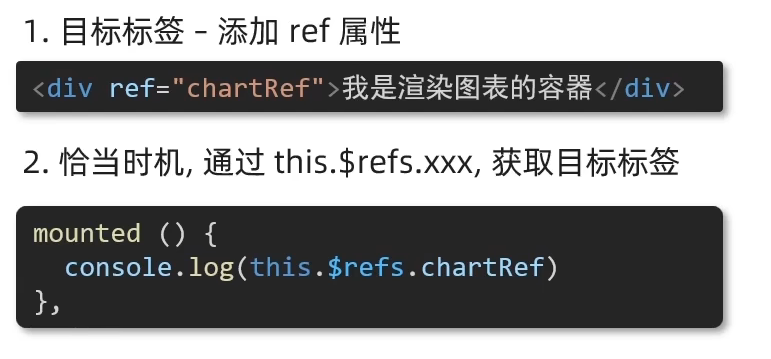 1. 目标标签 – 添加 ref 属性
<div ref="chartRef">我是渲染图表的容器</div>
2. 恰当时机, 通过 this.$refs.xxx, 获取目标标签
mounted () {
  console.log(this.$refs.chartRef)
},